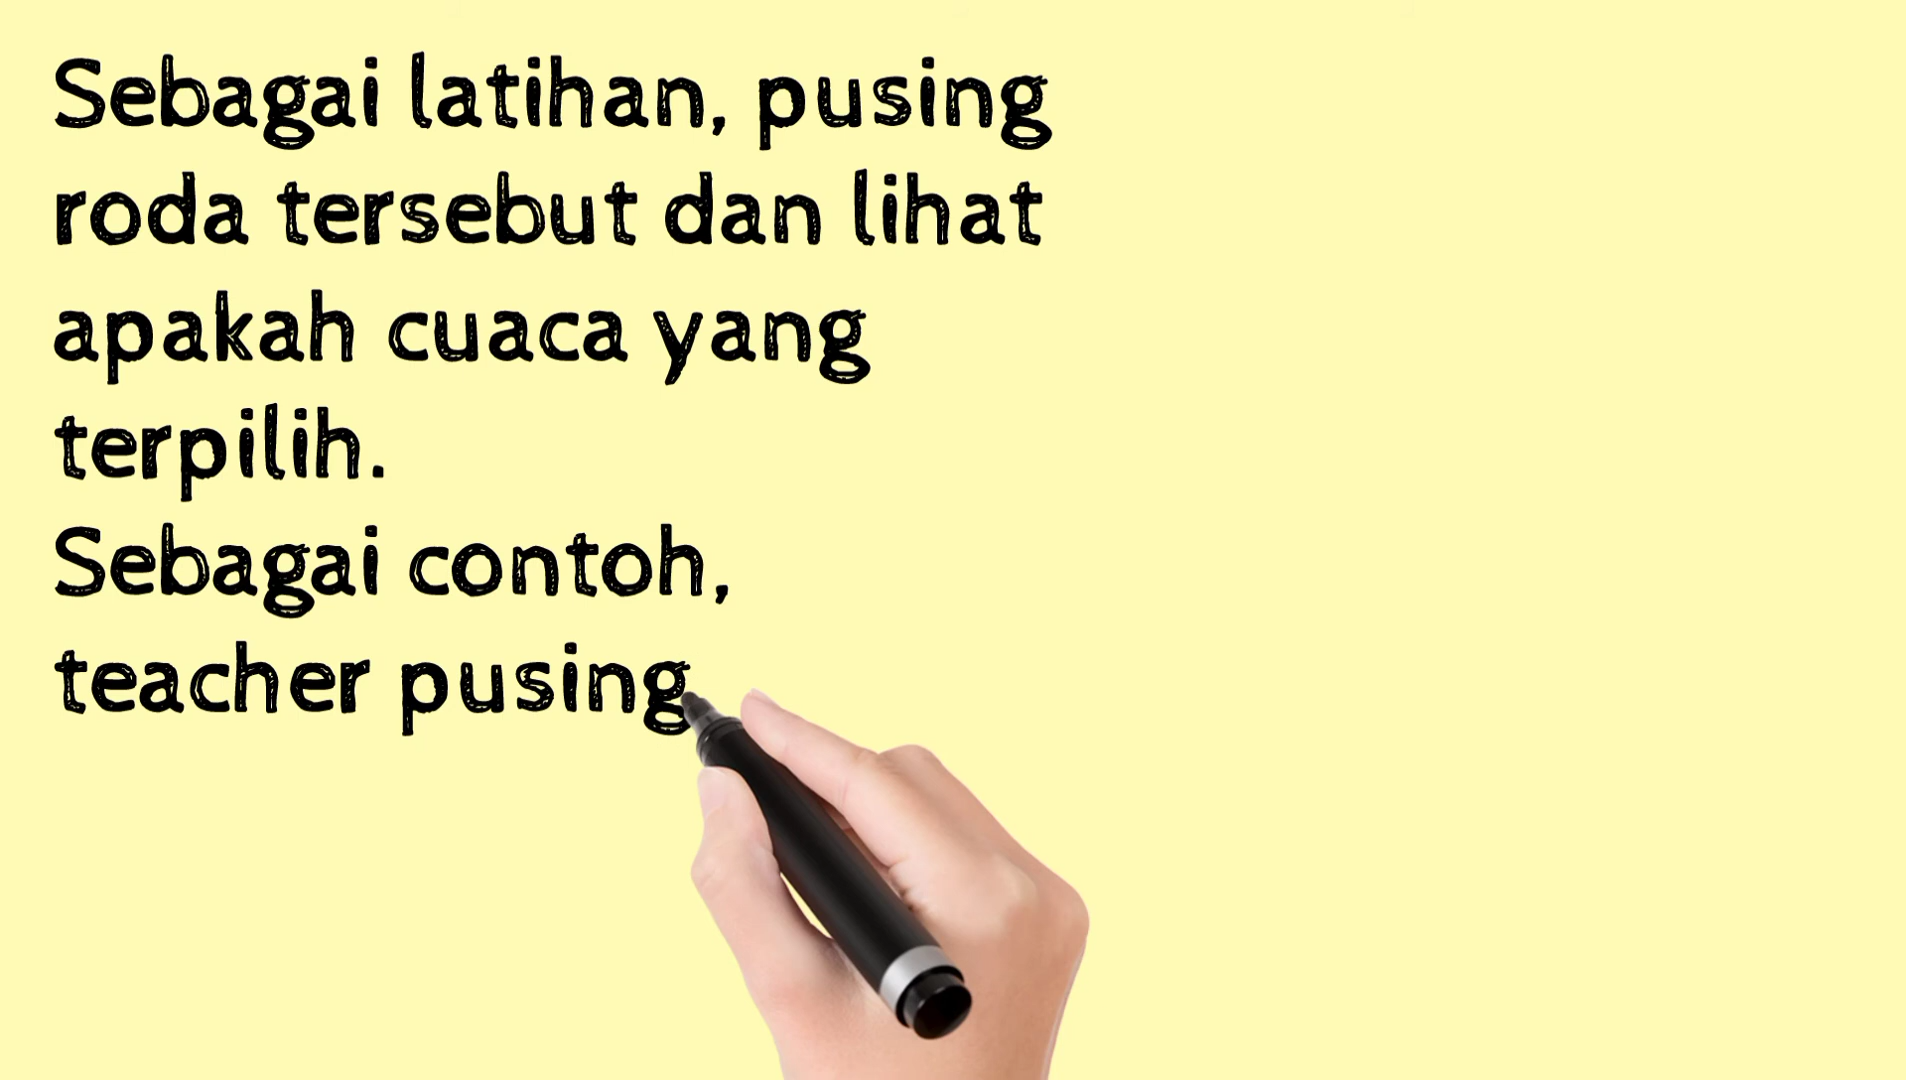 Sebagai latihan, pusing
roda tersebut dan lihat
apakah cuaca yang
terpilih.
Sebagai contoh,
teacher pusing